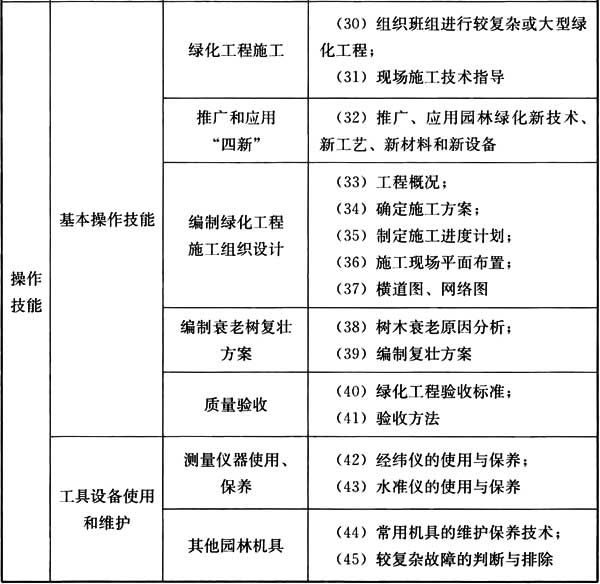 操作
技能
基本操作技能
绿化工程施工
（30）组织班组进行较复杂或大型绿
化工程；
（31）现场施工技术指导
推广和应用
“四新”
（32）推广、应用园林绿化新技术、
新工艺、新材料和新设备
编制绿化工程
施工组织设计
（33）工程概况；
（34）确定施工方案；
（35）制定施工进度计划；
（36）施工现场平面布置；
（37）横道图、网络图
编制衰老树复壮
方案
（38）树木衰老原因分析；
（39）编制复壮方案
质量验收
（40）绿化工程验收标准；
（41）验收方法
工具设备使用
和维护
测量仪器使用、
保养
（42）经纬仪的使用与保养；
（43）水准仪的使用与保养
其他园林机具
（44）常用机具的维护保养技术；
（45）较复杂故障的判断与排除